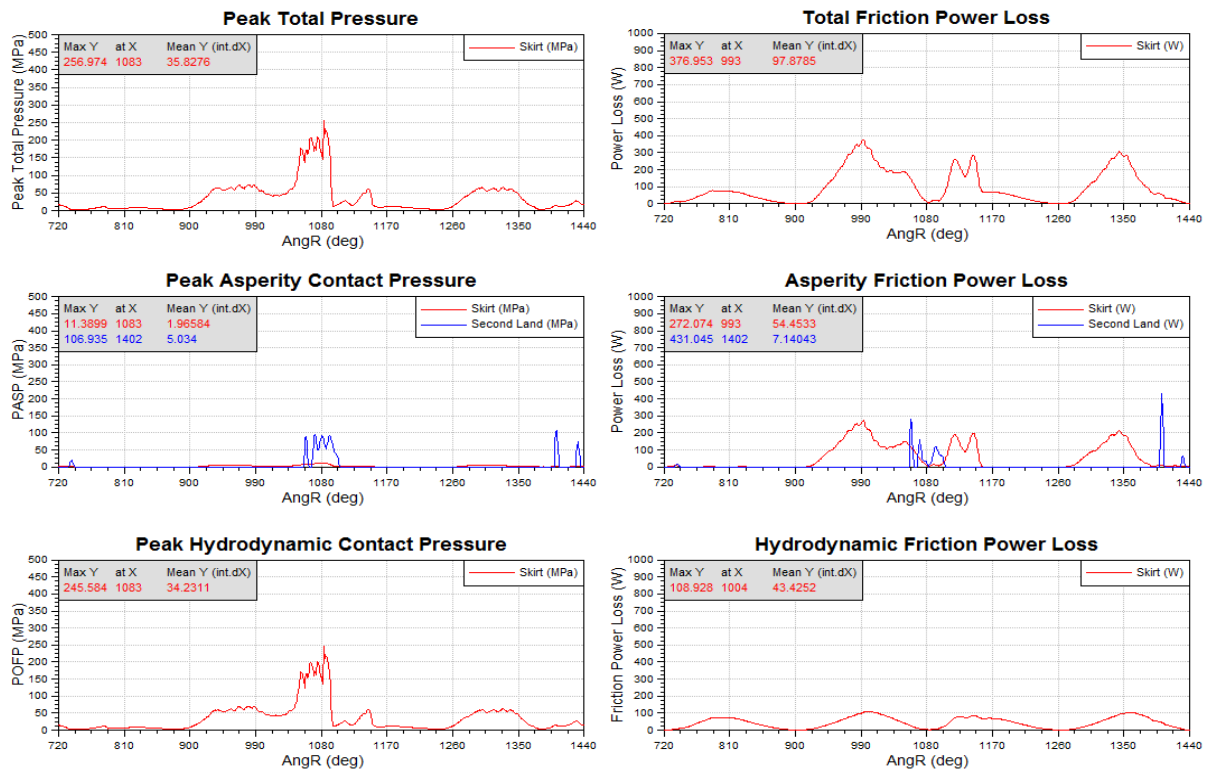 Peak Total Pressure
Peak Total Pressure (MPa)
500
450
400
350
300
250
200
150
100
50
0
Max Y at X Mean Y (int.dX)
256.974 1083 35.8276
Skirt (MPa)
720 810 900 990 1080 1170 1260 1350 1440
AngR (deg)
Total Friction Power Loss
Power Loss (W)
1000
900
800
700
600
500
400
300
200
100
0
Max Y at X Mean Y (int.dX)
376.953 993 97.8785
Skirt (W)
720 810 900 990 1080 1170 1260 1350 1440
AngR (deg)
Peak Asperity Contact Pressure
PASP (MPa)
500
450
400
350
300
250
200
150
100
50
0
Max Y at X Mean Y (int.dX)
11.3899 1083 1.96584
106.935 1402 5.034
Skirt (MPa)
Second Land (MPa)
720 810 900 990 1080 1170 1260 1350 1440
AngR (deg)
Asperity Friction Power Loss
Power Loss (W)
1000
900
800
700
600
500
400
300
200
100
0
Max Y at X Mean Y (int.dX)
272.074 993 54.4533
431.045 1402 7.14043
Skirt (W)
Second Land (W)
720 810 900 990 1080 1170 1260 1350 1440
AngR (deg)
Peak Hydrodynamic Contact Pressure
POFP (MPa)
500
450
400
350
300
250
200
150
100
50
0
Max Y at X Mean Y (int.dX)
245.584 1083 34.2311
Skirt (MPa)
720 810 900 990 1080 1170 1260 1350 1440
AngR (deg)
Hydrodynamic Friction Power Loss
Friction Power Loss (W)
1000
900
800
700
600
500
400
300
200
100
0
Max Y at X Mean Y (int.dX)
108.928 1004 43.4252
Skirt (W)
720 810 900 990 1080 1170 1260 1350 1440
AngR (deg)